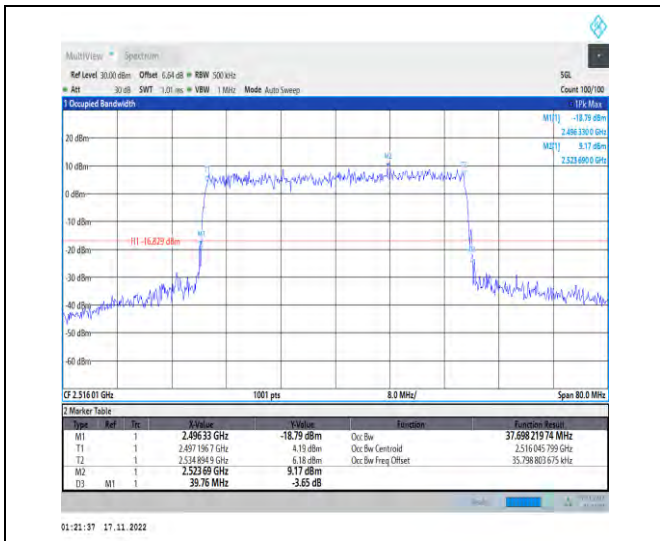 MultiView Spectrum
Ref Level 30.00 dBm Offset 6.64 dB RBW 500 kHz SGL
Att 30 dB SWT 1.01 ms VBW 1 MHz Mode Auto Sweep Count 100/100
1 Occupied Bandwidth 1Pk Max
M1[1] -18.79 dBm
2.496 330 0 GHz
M2[1] 9.17 dBm
2.523 690 0 GHz
20 dBm
M2
10 dBm
0 dBm
-10 dBm
M1
H1 -16.829 dBm
-20 dBm
-30 dBm
-40 dBm
-50 dBm
-60 dBm
CF 2.516 01 GHz 1001 pts 8.0 MHz/ Span 80.0 MHz
2 Marker Table
Type Ref Trc X-Value Y-Value Function Function Result
M1 1 2.496 33 GHz -18.79 dBm Occ Bw 37.698 219 74 MHz
T1 1 2.497 196 7 GHz 4.19 dBm Occ Bw Centroid 2.516 045 799 GHz
T2 1 2.534 894 9 GHz 6.18 dBm Occ Bw Freq Offset 35.798 803 675 kHz
M2 1 2.523 69 GHz 9.17 dBm
D3 M1 1 39.76 MHz -3.65 dB
01:21:37 17.11.2022